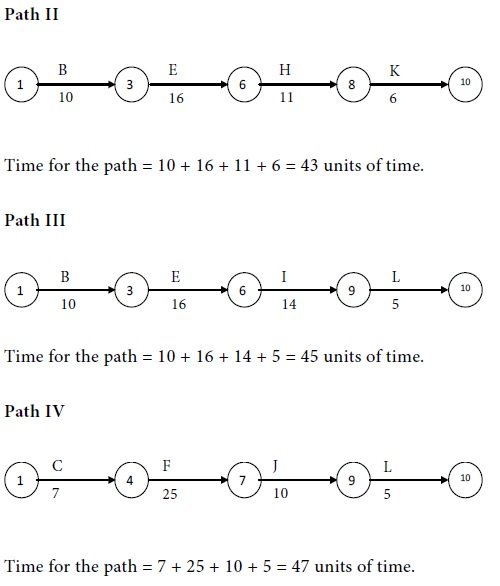 Path II
B E H K
1 3 6 8 10
10 16 11 6
Time for the path = 10 + 16 + 11 + 6 = 43 units of time.
Path III
B E I L
1 3 6 9 10
10 16 14 5
Time for the path = 10 + 16 + 14 + 5 = 45 units of time.
Path IV
C F J L
1 4 7 9 10
7 25 10 5
Time for the path = 7 + 25 + 10 + 5 = 47 units of time.